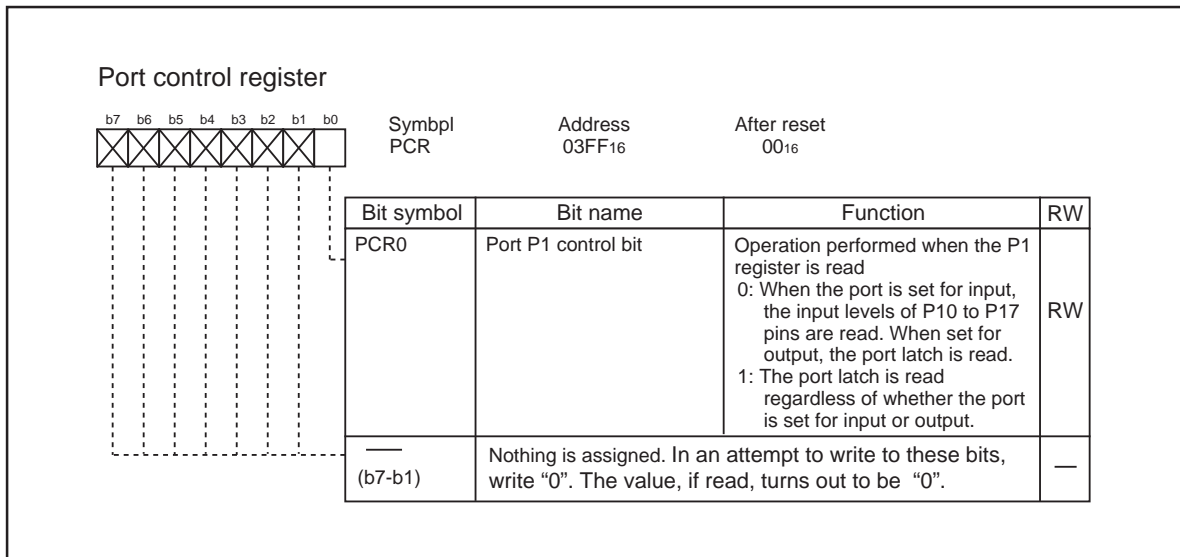 Port control register
b7 b6 b5 b4 b3 b2 b1 b0
Symbpl Address After reset
PCR 03FF16 0016
Bit symbol Bit name Function RW
PCR0 Port P1 control bit Operation performed when the P1
register is read
0: When the port is set for input,
the input levels of P10 to P17
pins are read. When set for
output, the port latch is read.
1: The port latch is read
regardless of whether the port
is set for input or output.
RW
—
(b7-b1)
Nothing is assigned. In an attempt to write to these bits,
write “0”. The value, if read, turns out to be “0”.
—